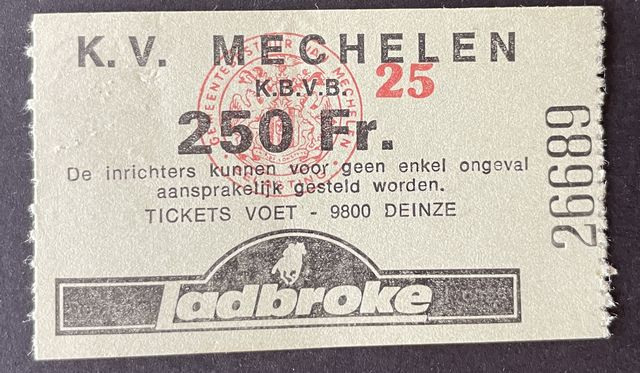 K. V. MECHELEN
K.B.V.B. 25
250 Fr.
De inrichters kunnen voor geen enkel ongeval
aansprakelijk gesteld worden.
TICKETS VOET - 9800 DEINZE
Ladbroke
26689
MECHELEN